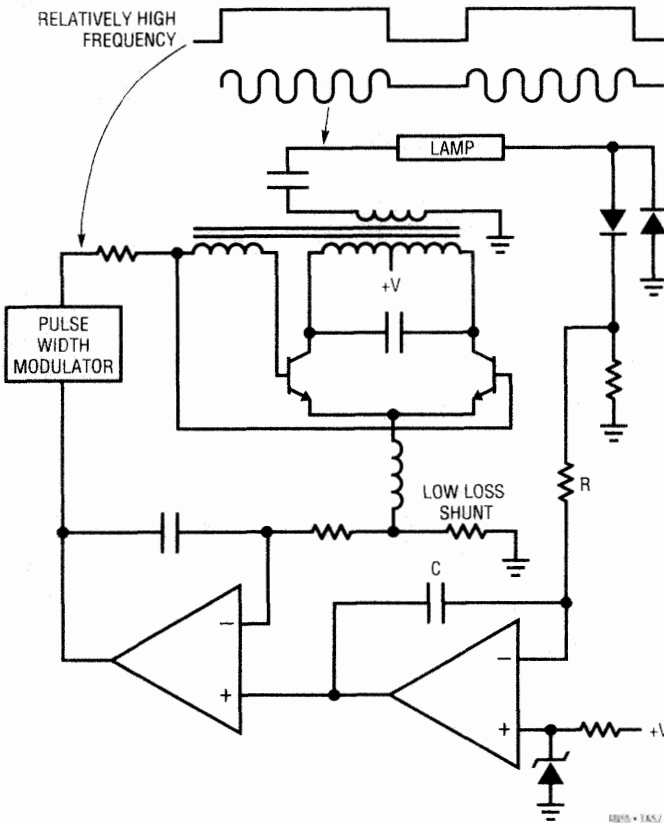 RELATIVELY HIGH
FREQUENCY
LAMP
+V
PULSE
WIDTH
MODULATOR
R
LOW LOSS
SHUNT
C
−
+
−
+
+V